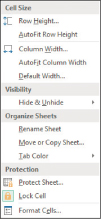 Cell Size
Row Height...
AutoFit Row Height
Column Width...
AutoFit Column Width
Default Width...
Visibility
Hide & Unhide
Organize Sheets
Rename Sheet
Move or Copy Sheet...
Tab Color
Protection
Protect Sheet...
Lock Cell
Format Cells...